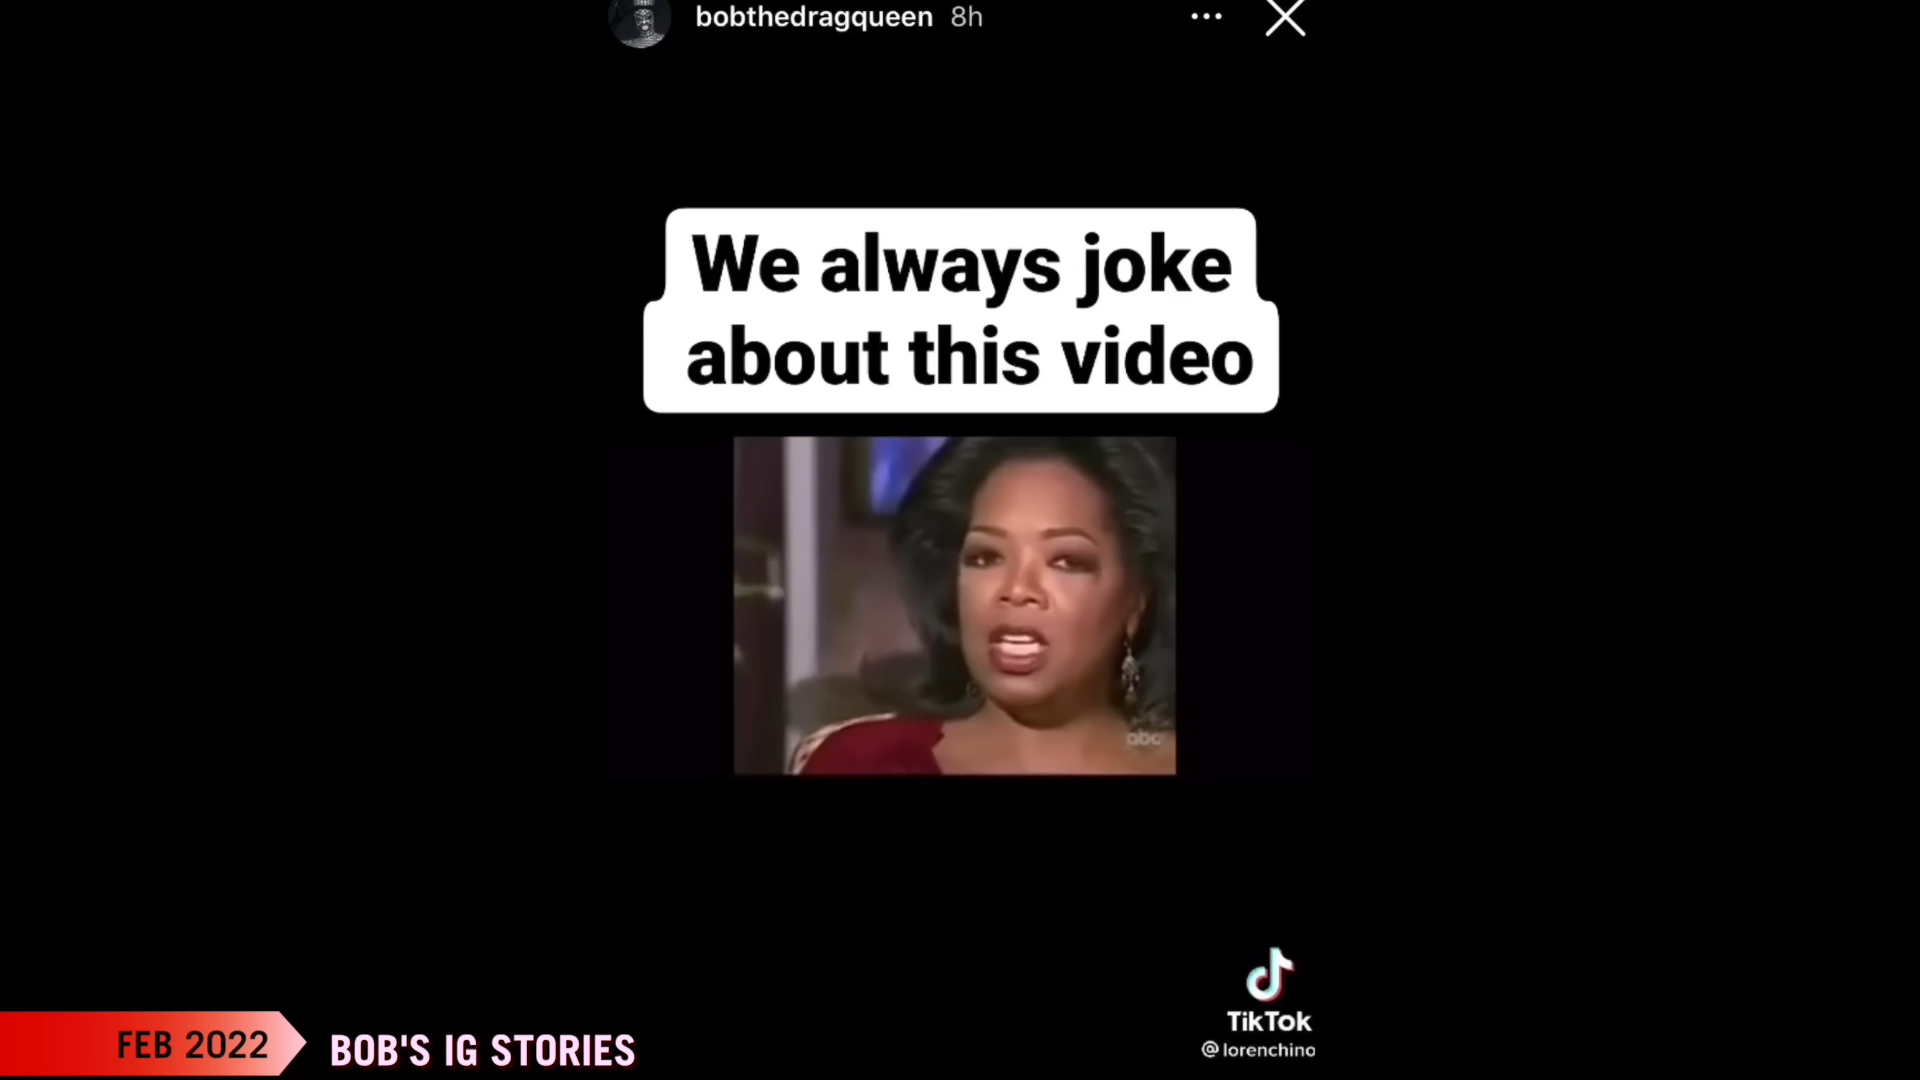 bobthedragqueen 8h
We always joke
about this video
abc
TikTok
@lorenchino
FEB 2022
BOB'S IG STORIES